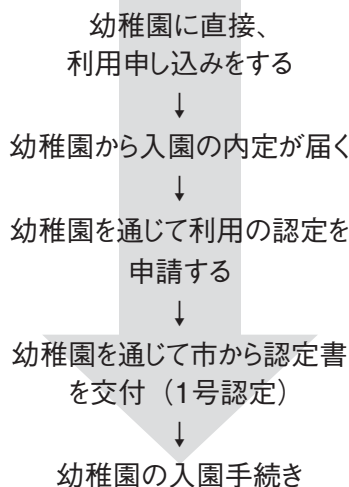 幼稚園に直接、
利用申し込みをする
↓
幼稚園から入園の内定が届く
↓
幼稚園を通じて利用の認定を
申請する
↓
幼稚園を通じて市から認定書
を交付（1号認定）
↓
幼稚園の入園手続き